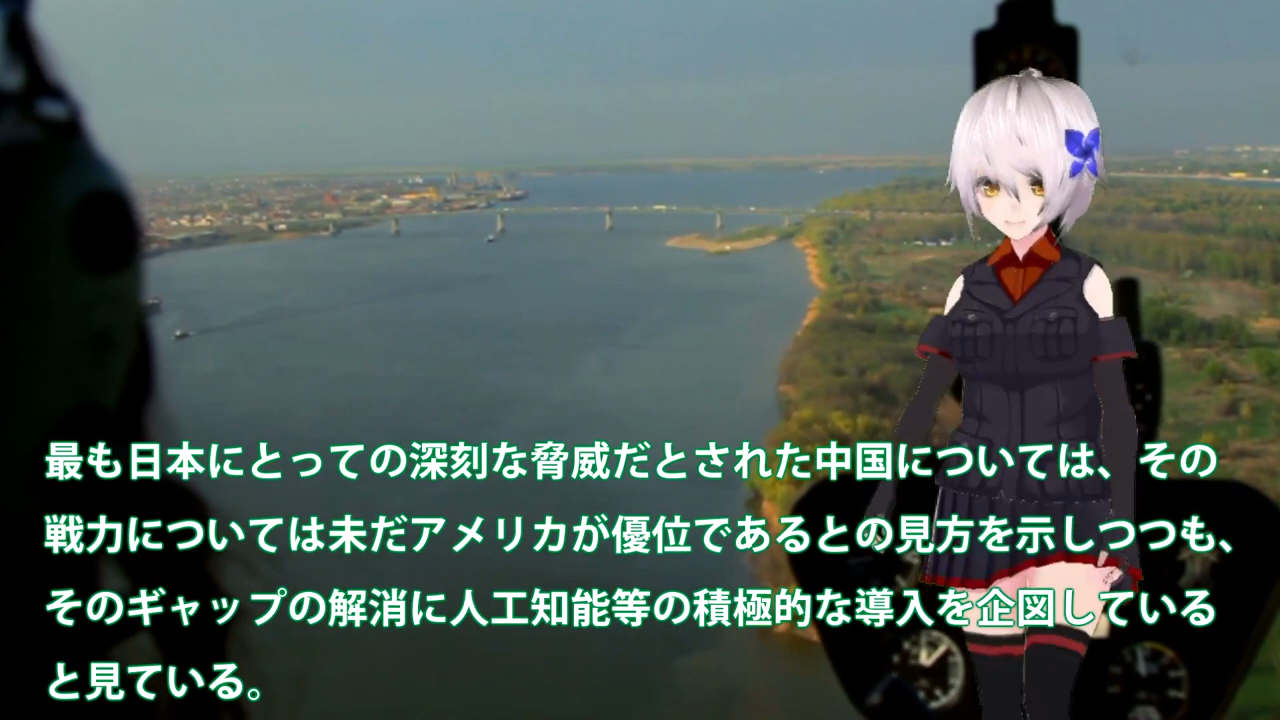 最も日本にとっての深刻な脅威だとされた中国については、その
戦力については未だアメリカが優位であるとの見方を示しつつも、
そのギャップの解消に人工知能等の積極的な導入を企図している
と見ている。